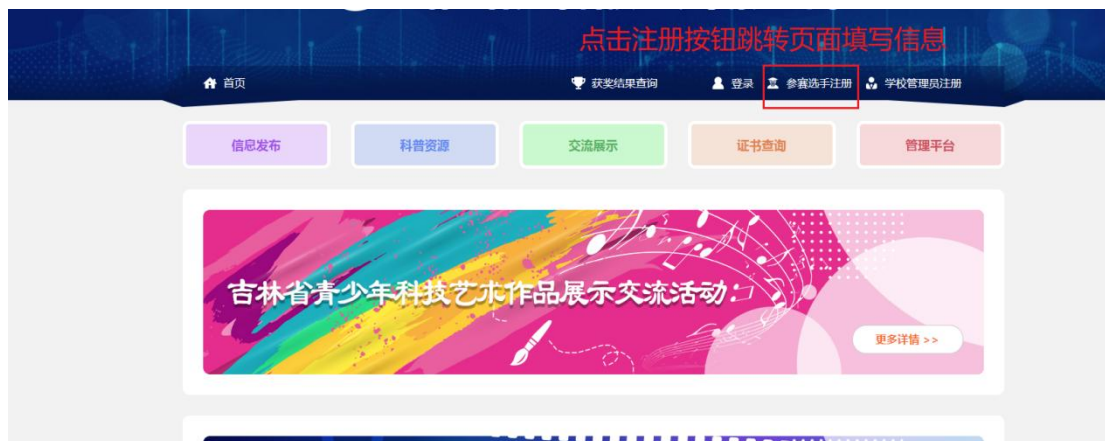 点击注册按钮跳转页面填写信息
首页 获奖结果查询 登录 参赛选手注册 学校管理员注册
信息发布 科普资源 交流展示 证书查询 管理平台
吉林省青少年科技艺术作品展示交流活动:
更多详情 >>